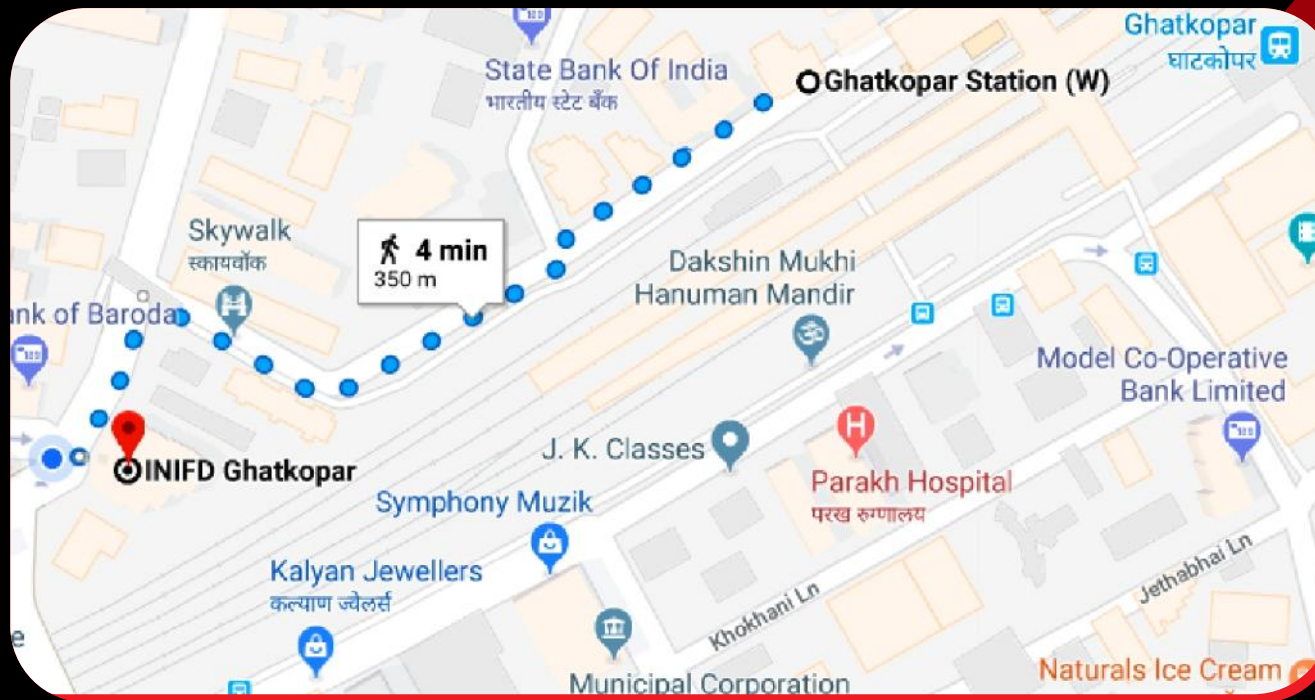 Ghatkopar
घाटकोपर
State Bank Of India
भारतीय स्टेट बँक
Ghatkopar Station (W)
Skywalk
स्कायवॉक
4 min
350 m
Dakshin Mukhi
Hanuman Mandir
ank of Baroda
Model Co-Operative
Bank Limited
J. K. Classes
INIFD Ghatkopar
Parakh Hospital
परख रुग्णालय
Symphony Muzik
Kalyan Jewellers
कल्याण ज्वेलर्स
Jethabhai Ln
Khokhani Ln
e
Naturals Ice Cream
Municipal Corporation